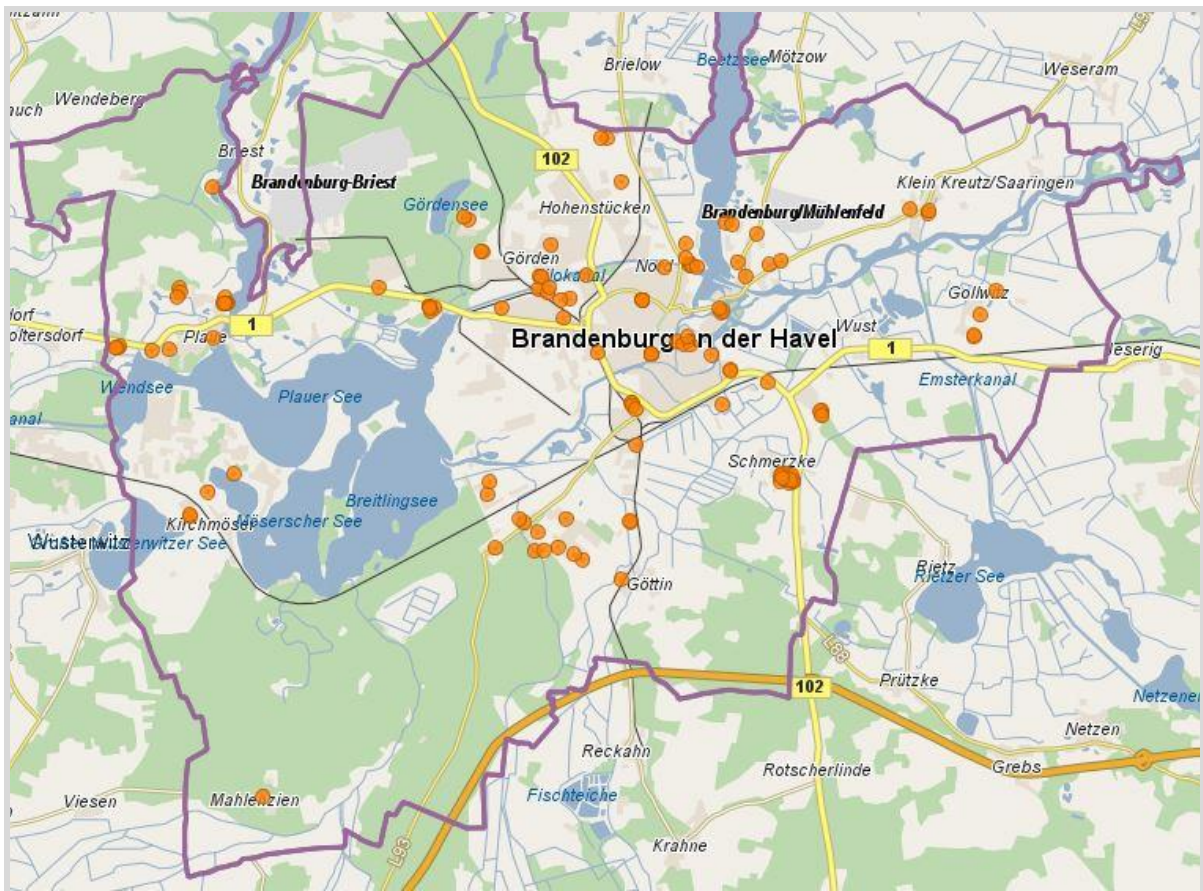 Wendeberg
Brielow
Beetzsee
Mötzow
Weseram
Briest
102
Brandenburg-Briest
Klein Kreutz/Saaringen
Gördensee
Hohenstücken
Brandenburg/Mühlenfeld
Görden
Nord
Gollwitz
1
Plaue
Brandenburg an der Havel
Wust
1
Wendsee
Plauer See
Emsterkanal
Schmerzke
Breitlingsee
Kirchmöser
Möserscher See
Wusterwitz
Rietz
Rietzer See
Göttin
L88
102
Prützke
Netzen
Reckahn
Grebs
Rotscherlinde
Viesen
Mahlenzien
Fischteiche
L93
Krahne